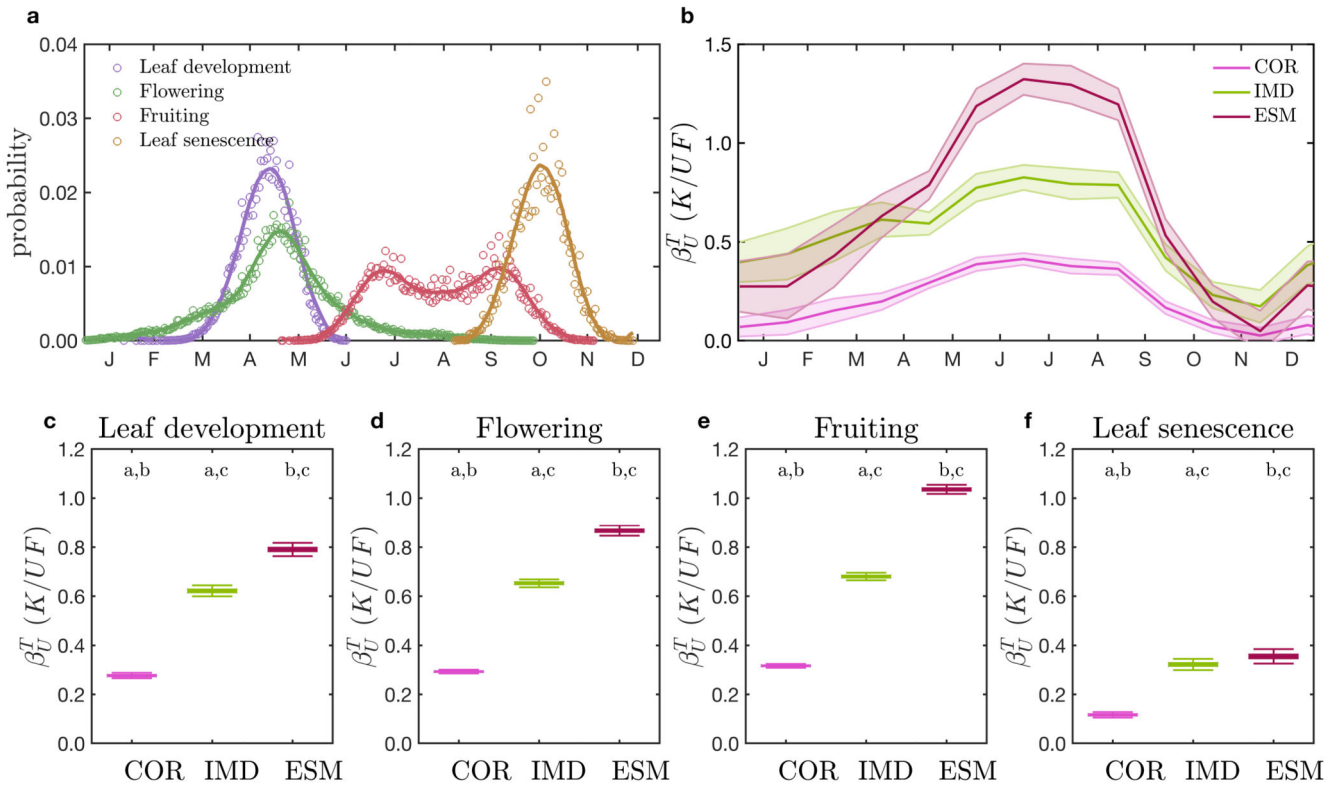 a
0.04
0.03
0.02
0.01
0.00
probability
Leaf development
Flowering
Fruiting
Leaf senescence
J F M A M J J A S O N D
b
1.5
1.0
0.5
0.0
β_U^T (K/UF)
COR
IMD
ESM
J F M A M J J A S O N D
c
Leaf development
1.2
1.0
0.8
0.6
0.4
0.2
0.0
β_U^T (K/UF)
a,b a,c b,c
COR IMD ESM
d
Flowering
1.2
1.0
0.8
0.6
0.4
0.2
0.0
β_U^T (K/UF)
a,b a,c b,c
COR IMD ESM
e
Fruiting
1.2
1.0
0.8
0.6
0.4
0.2
0.0
β_U^T (K/UF)
a,b a,c b,c
COR IMD ESM
f
Leaf senescence
1.2
1.0
0.8
0.6
0.4
0.2
0.0
β_U^T (K/UF)
a,b a,c b,c
COR IMD ESM